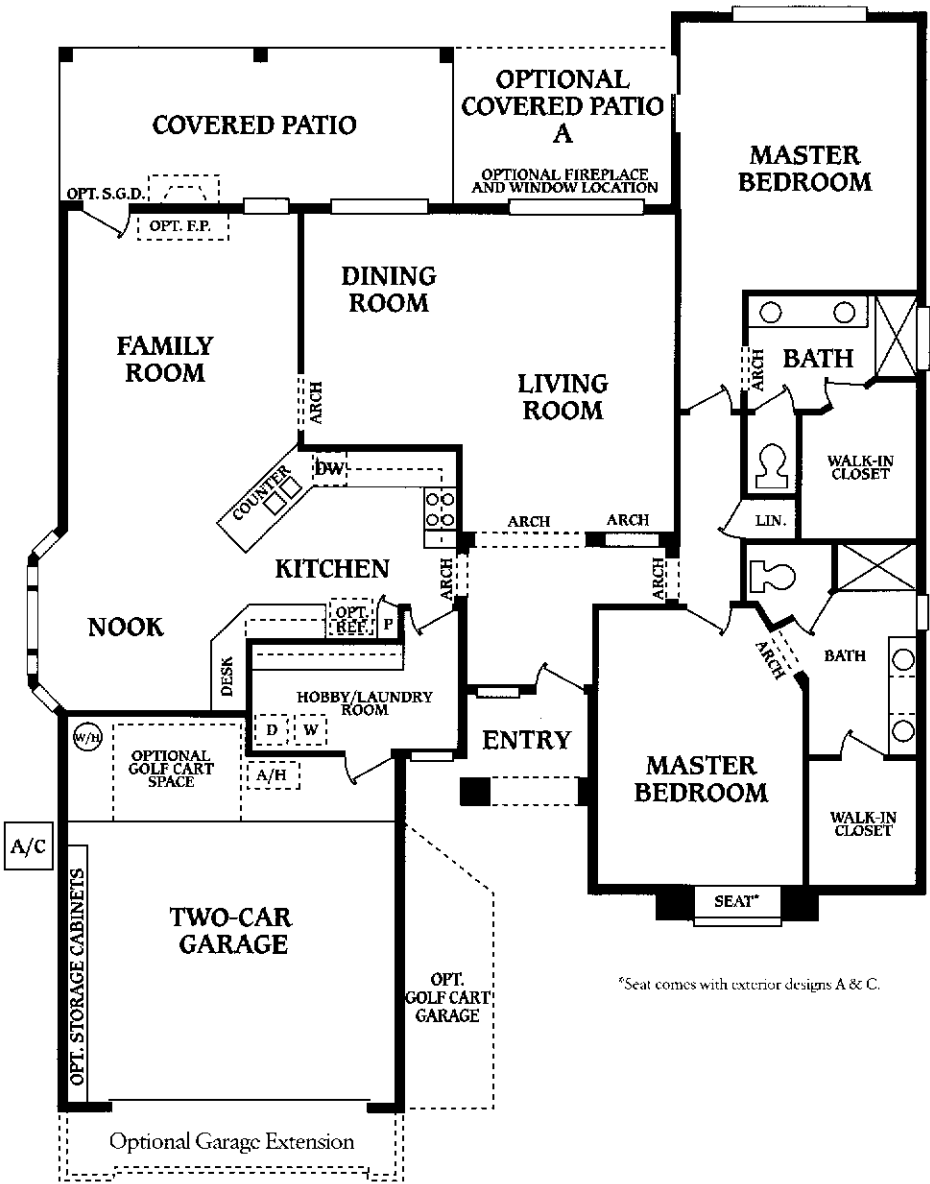 OPTIONAL
COVERED PATIO
A
COVERED PATIO
MASTER
BEDROOM
OPTIONAL FIREPLACE
AND WINDOW LOCATION
OPT. S.G.D.
OPT. F.P.
DINING
ROOM
FAMILY
ROOM
LIVING
ROOM
ARCH
ARCH
BATH
WALK-IN
CLOSET
LIN.
DW
COUNTER
ARCH
ARCH
KITCHEN
ARCH
ARCH
NOOK
OPT.
REF.
P
DESK
HOBBY/LAUNDRY
ROOM
D
W
ARCH
BATH
W/H
OPTIONAL
GOLF CART
SPACE
A/H
ENTRY
MASTER
BEDROOM
WALK-IN
CLOSET
A/C
SEAT*
OPT. STORAGE CABINETS
TWO-CAR
GARAGE
OPT.
GOLF CART
GARAGE
*Seat comes with exterior designs A & C.
Optional Garage Extension